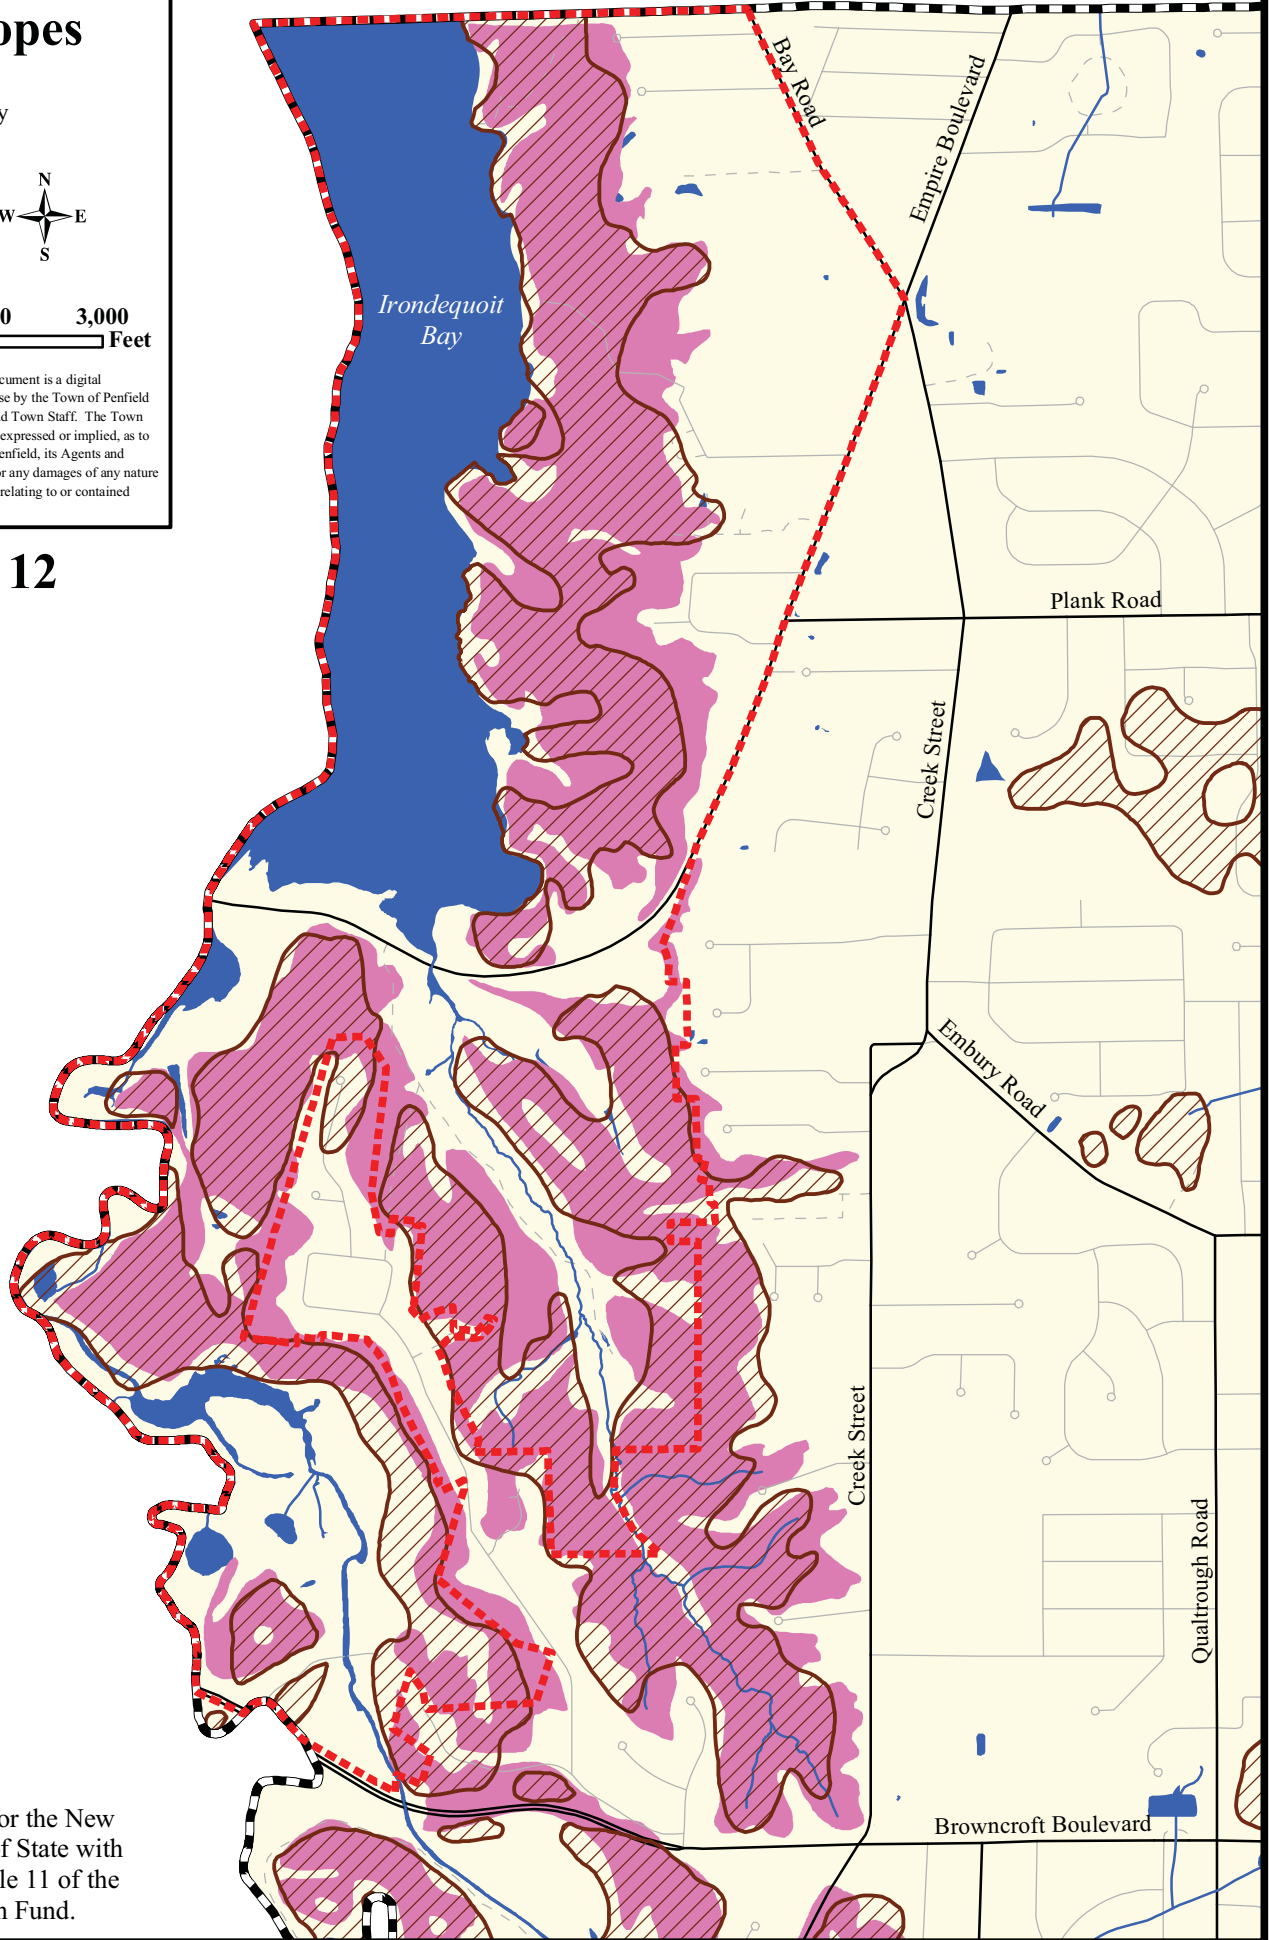 opes
y
N
W E
S
0 3,000
Feet
cument is a digital
se by the Town of Penfield
d Town Staff. The Town
expressed or implied, as to
enfield, its Agents and
or any damages of any nature
relating to or contained
12
Irondequoit
Bay
Bay Road
Empire Boulevard
Plank Road
Creek Street
Embury Road
Creek Street
Qualtrough Road
Browncroft Boulevard
or the New
f State with
le 11 of the
n Fund.